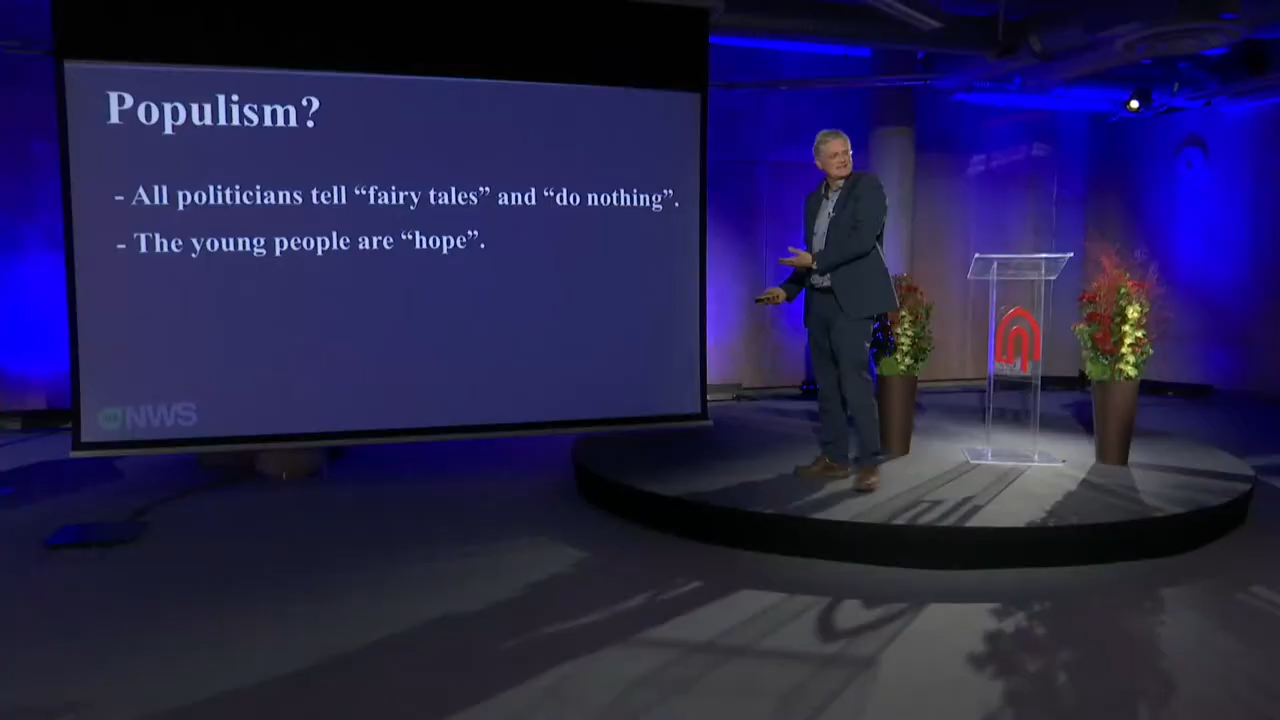 Populism?
- All politicians tell “fairy tales” and “do nothing”.
- The young people are “hope”.
NWS